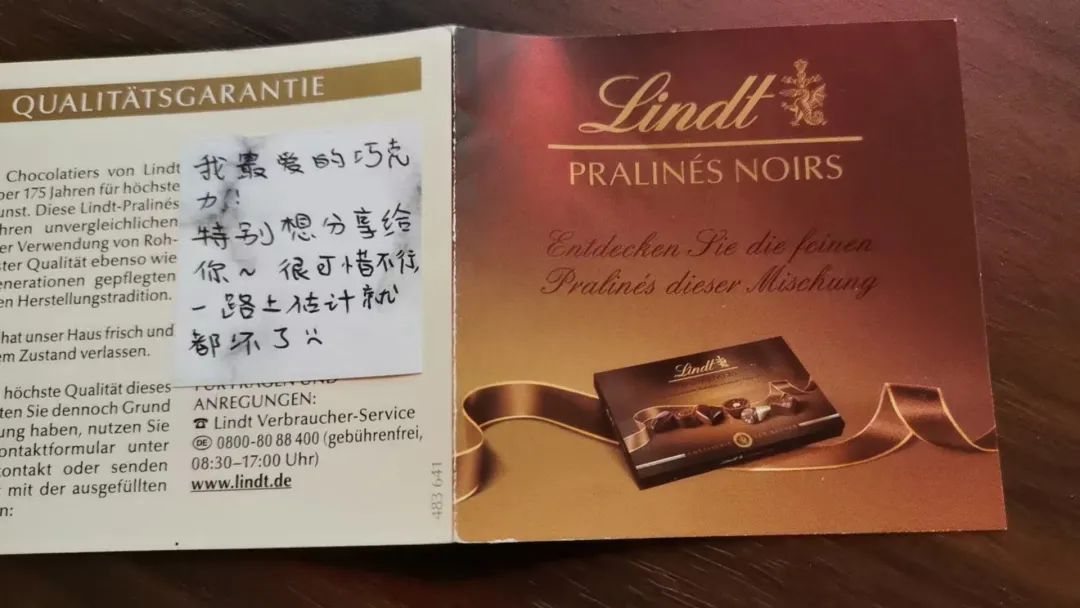 QUALITÄTSGARANTIE
Chocolatiers von Lindt
ber 175 Jahren für höchste
unst. Diese Lindt-Pralinés
hren unvergleichlichen
er Verwendung von Roh-
ster Qualität ebenso wie
enerationen gepflegten
en Herstellungstradition.
hat unser Haus frisch und
em Zustand verlassen.
höchste Qualität dieses
ten Sie dennoch Grund
ung haben, nutzen Sie
ontaktformular unter
ontakt oder senden
mit der ausgefüllten
n:
我最爱的巧克
力!!
特别想分享给
你~ 很可惜不行,
一路上估计就
都坏了
FÜR FRAGEN UND
ANREGUNGEN:
☎ Lindt Verbraucher-Service
DE 0800-80 88 400 (gebührenfrei,
08:30–17:00 Uhr)
www.lindt.de
483 641
Lindt
PRALINÉS NOIRS
Entdecken Sie die feinen
Pralinés dieser Mischung
Lindt